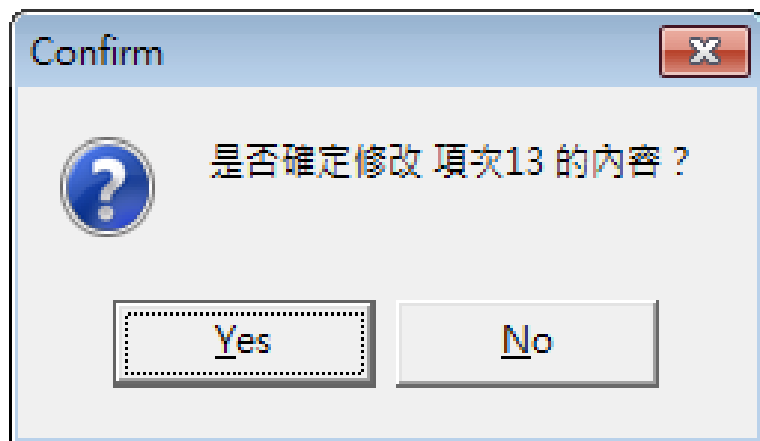 Confirm
是否確定修改 項次13 的內容？
Yes
No